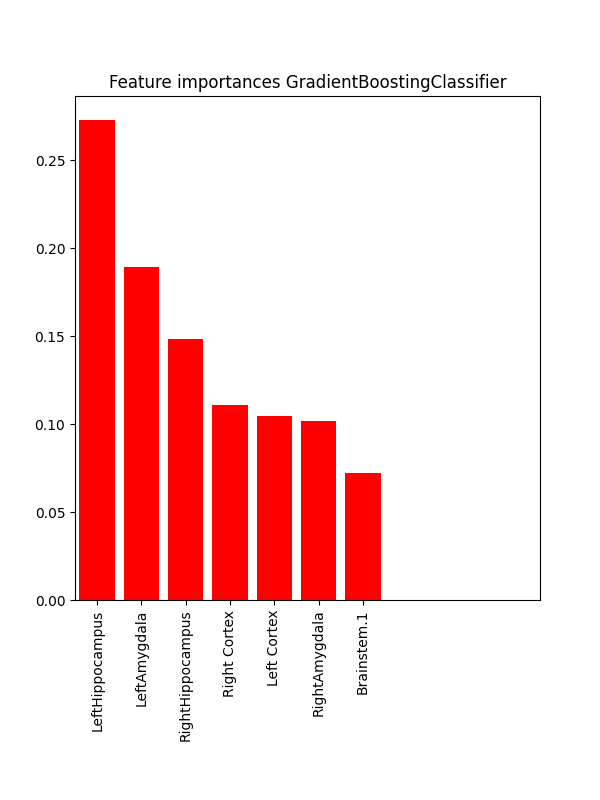 Feature importances GradientBoostingClassifier
0.25
0.20
0.15
0.10
0.05
0.00
LeftHippocampus
LeftAmygdala
RightHippocampus
Right Cortex
Left Cortex
RightAmygdala
Brainstem.1